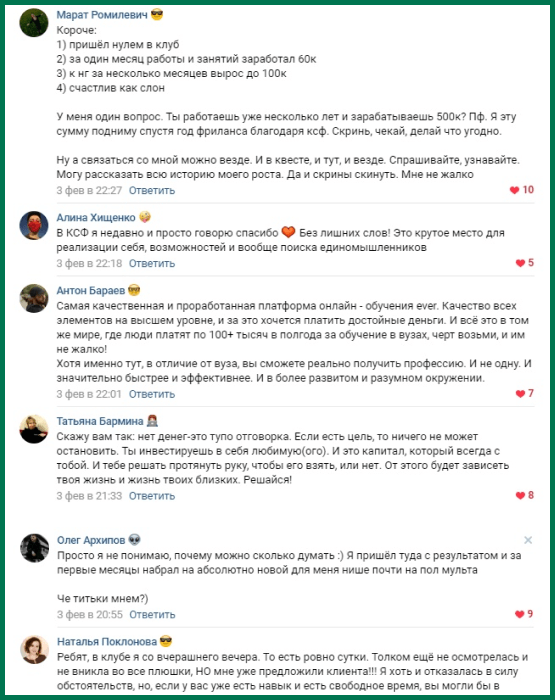 Марат Ромилевич
Короче:
1) пришёл нулем в клуб
2) за один месяц работы и занятий заработал 60к
3) к нг за несколько месяцев вырос до 100к
4) счастлив как слон
У меня один вопрос. Ты работаешь уже несколько лет и зарабатываешь 500к? Пф. Я эту
сумму подниму спустя год фриланса благодаря ксф. Скринь, чекай, делай что угодно.
Ну а связаться со мной можно везде. И в квесте, и тут, и везде. Спрашивайте, узнавайте.
Могу рассказать всю историю моего роста. Да и скрины скинуть. Мне не жалко
3 фев в 22:27 Ответить 10
Алина Хищенко
В КСФ я недавно и просто говорю спасибо Без лишних слов! Это крутое место для
реализации себя, возможностей и вообще поиска единомышленников
3 фев в 22:18 Ответить 5
Антон Бараев
Самая качественная и проработанная платформа онлайн - обучения ever. Качество всех
элементов на высшем уровне, и за это хочется платить достойные деньги. И всё это в том
же мире, где люди платят по 100+ тысяч в полгода за обучение в вузах, черт возьми, и им
не жалко!
Хотя именно тут, в отличие от вуза, вы сможете реально получить профессию. И не одну. И
значительно быстрее и эффективнее. И в более развитом и разумном окружении.
3 фев в 22:01 Ответить 7
Татьяна Бармина
Скажу вам так: нет денег-это тупо отговорка. Если есть цель, то ничего не может
остановить. Ты инвестируешь в себя любимую(ого). И это капитал, который всегда с
тобой. И тебе решать протянуть руку, чтобы его взять, или нет. От этого будет зависеть
твоя жизнь и жизнь твоих близких. Решайся!
3 фев в 21:33 Ответить 8
Олег Архипов
Просто я не понимаю, почему можно сколько думать :) Я пришёл туда с результатом и за
первые месяцы набрал на абсолютно новой для меня нише почти на пол мульта
Че титьки мнем?)
3 фев в 20:55 Ответить 9
Наталья Поклонова
Ребят, в клубе я со вчерашнего вечера. То есть ровно сутки. Толком ещё не осмотрелась и
не вникла во все плюшки, НО мне уже предложили клиента!!! Я хоть и отказалась в силу
обстоятельств, но, если у вас уже есть навык и есть свободное время, вы могли бы в